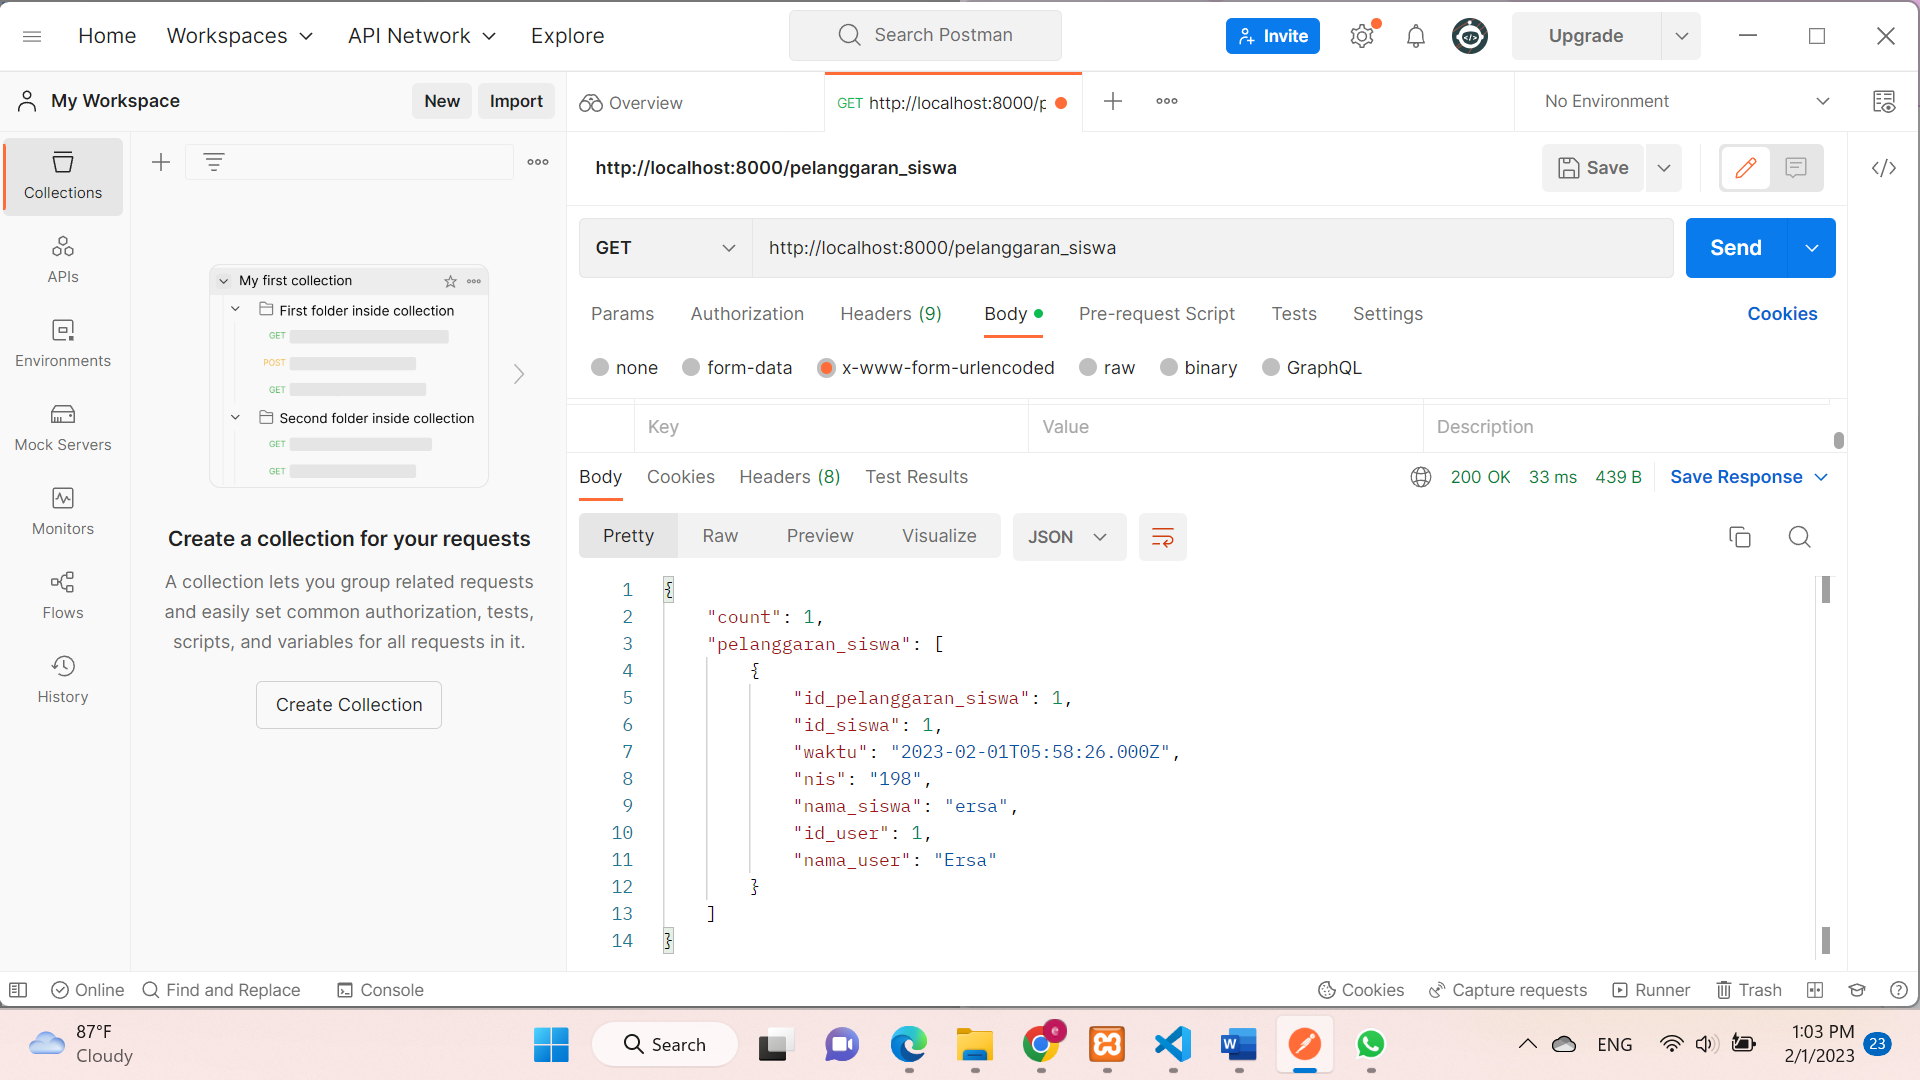 Home Workspaces API Network Explore Search Postman Invite Upgrade
My Workspace New Import Overview GET http://localhost:8000/p No Environment
http://localhost:8000/pelanggaran_siswa Save
GET http://localhost:8000/pelanggaran_siswa Send
Params Authorization Headers (9) Body Pre-request Script Tests Settings Cookies
none form-data x-www-form-urlencoded raw binary GraphQL
Key Value Description
Body Cookies Headers (8) Test Results 200 OK 33 ms 439 B Save Response
Pretty Raw Preview Visualize JSON
1 {
2 "count": 1,
3 "pelanggaran_siswa": [
4 {
5 "id_pelanggaran_siswa": 1,
6 "id_siswa": 1,
7 "waktu": "2023-02-01T05:58:26.000Z",
8 "nis": "198",
9 "nama_siswa": "ersa",
10 "id_user": 1,
11 "nama_user": "Ersa"
12 }
13 ]
14 }
Collections
APIs
Environments
Mock Servers
Monitors
Flows
History
My first collection
First folder inside collection
GET
POST
GET
Second folder inside collection
GET
GET
Create a collection for your requests
A collection lets you group related requests
and easily set common authorization, tests,
scripts, and variables for all requests in it.
Create Collection
Online Find and Replace Console Cookies Capture requests Runner Trash
87°F
Cloudy
Search
e
ENG
1:03 PM
2/1/2023
23